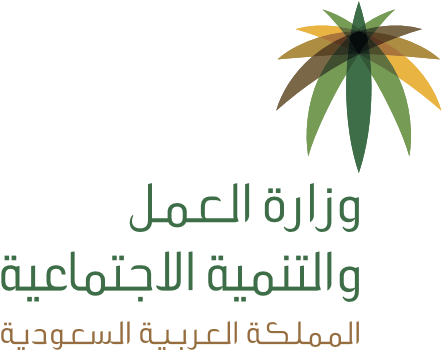 وزارة العمل
والتنمية الاجتماعية
المملكة العربية السعودية